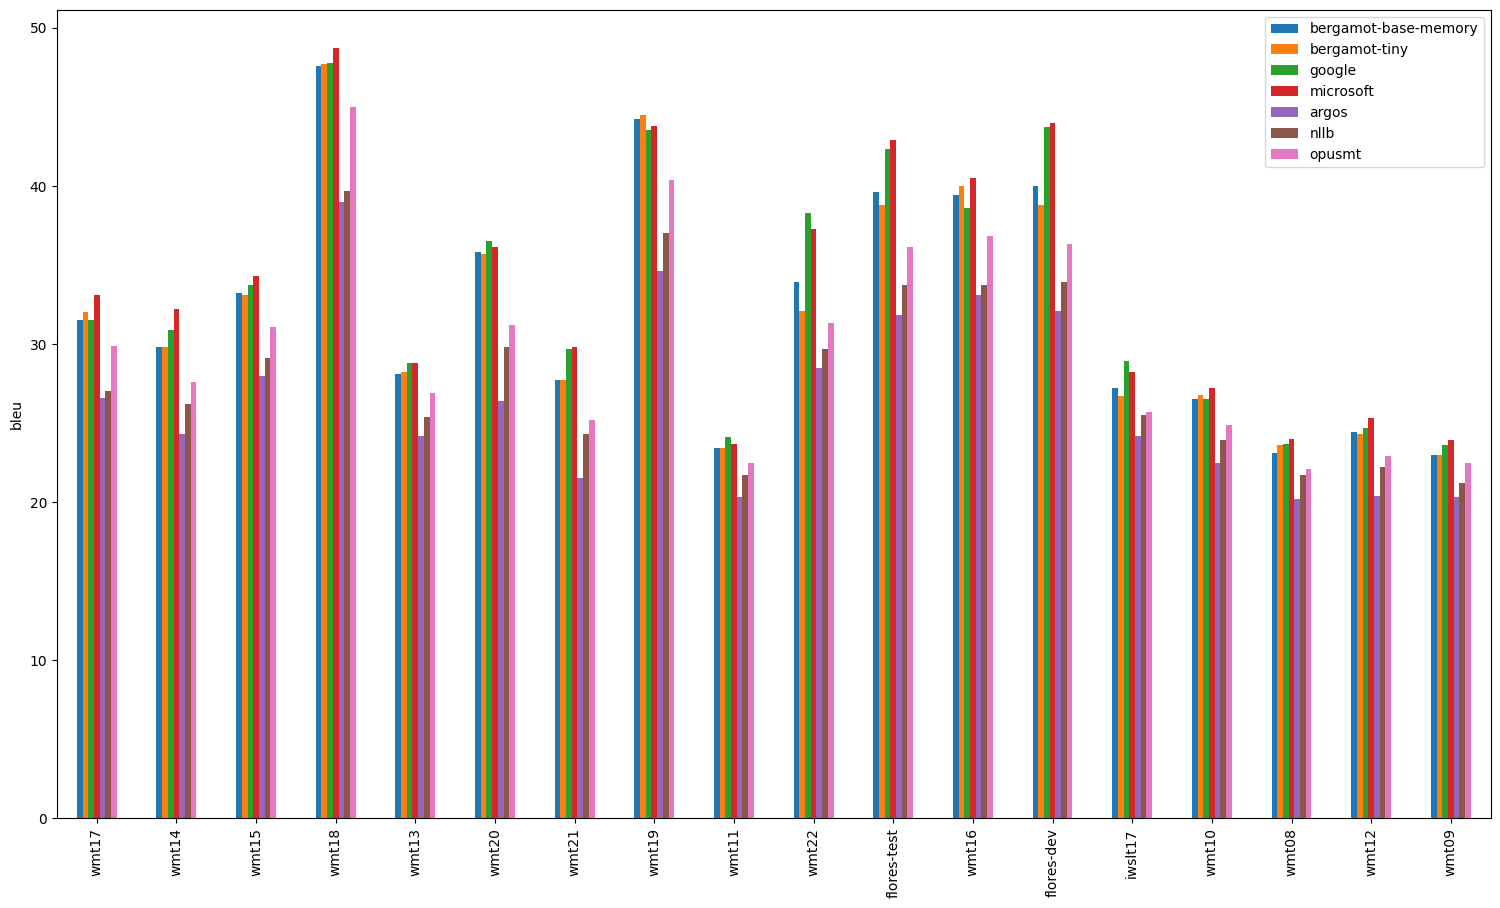 50
40
30
20
10
0
bleu
bergamot-base-memory
bergamot-tiny
google
microsoft
argos
nllb
opusmt
wmt17
wmt14
wmt15
wmt18
wmt13
wmt20
wmt21
wmt19
wmt11
wmt22
flores-test
wmt16
flores-dev
iwslt17
wmt10
wmt08
wmt12
wmt09